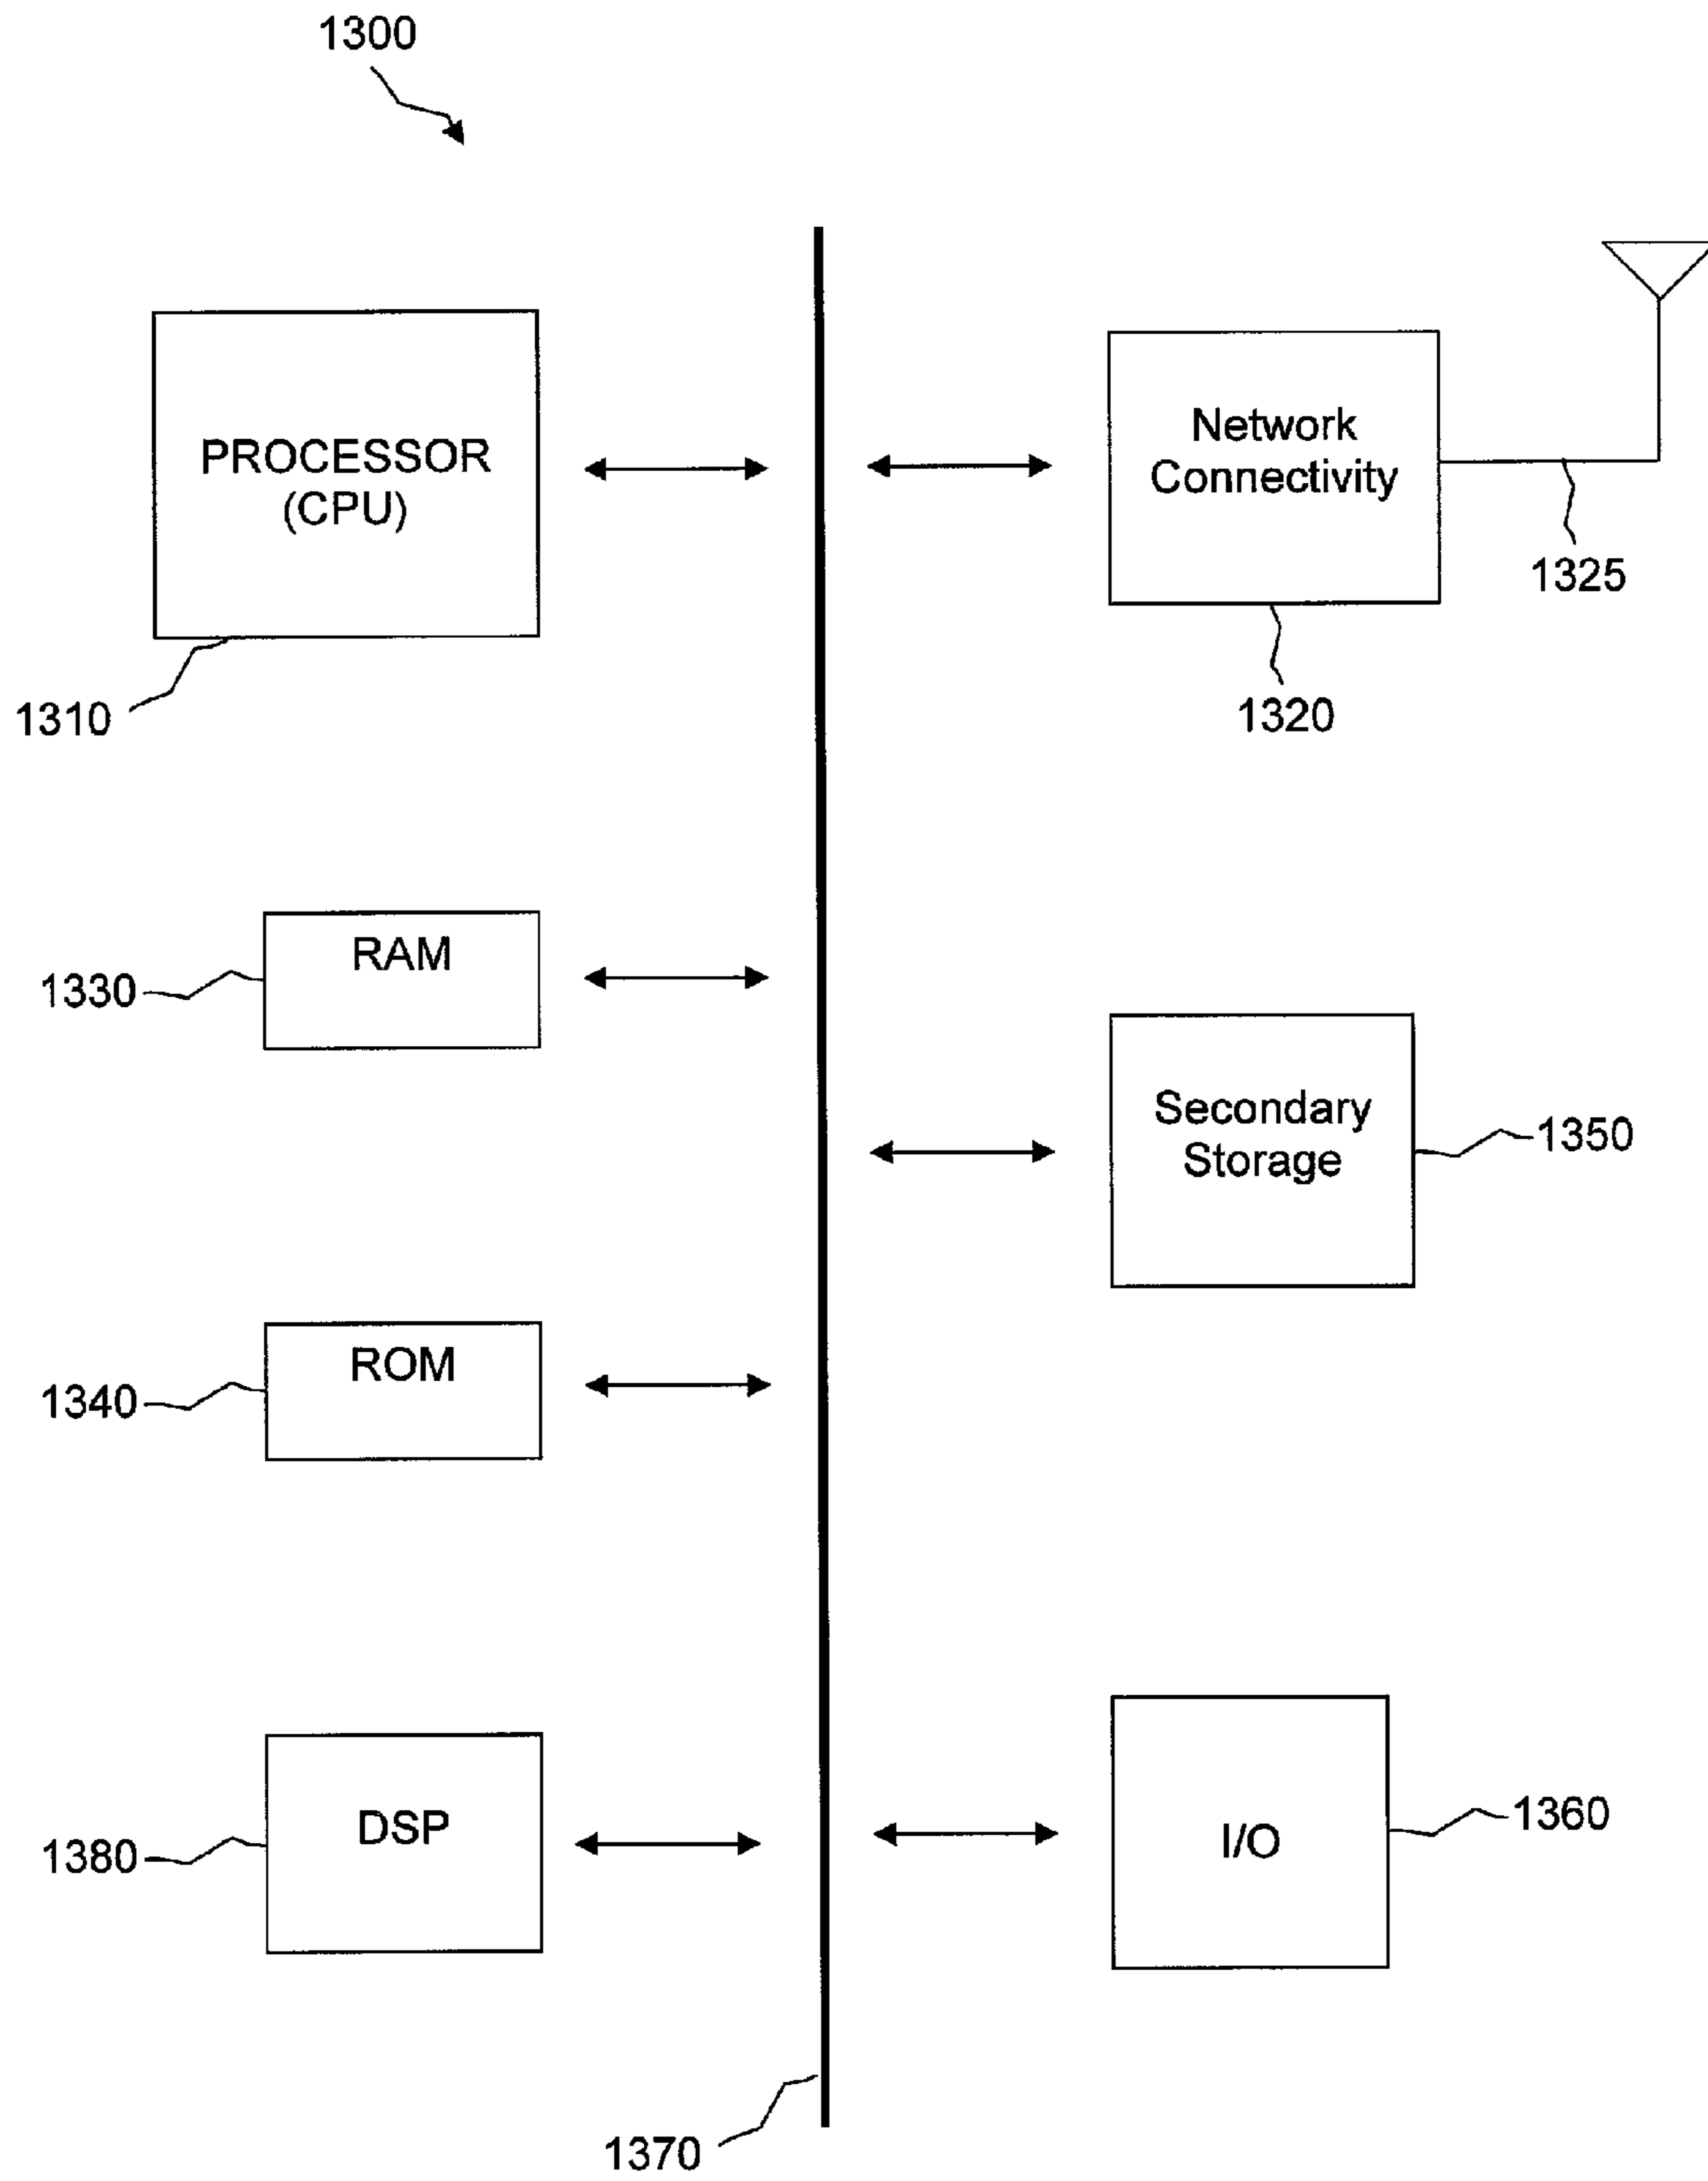 1300
PROCESSOR
(CPU)
Network
Connectivity
1325
1310
1320
RAM
1330
Secondary
Storage
1350
ROM
1340
DSP
1380
I/O
1360
1370